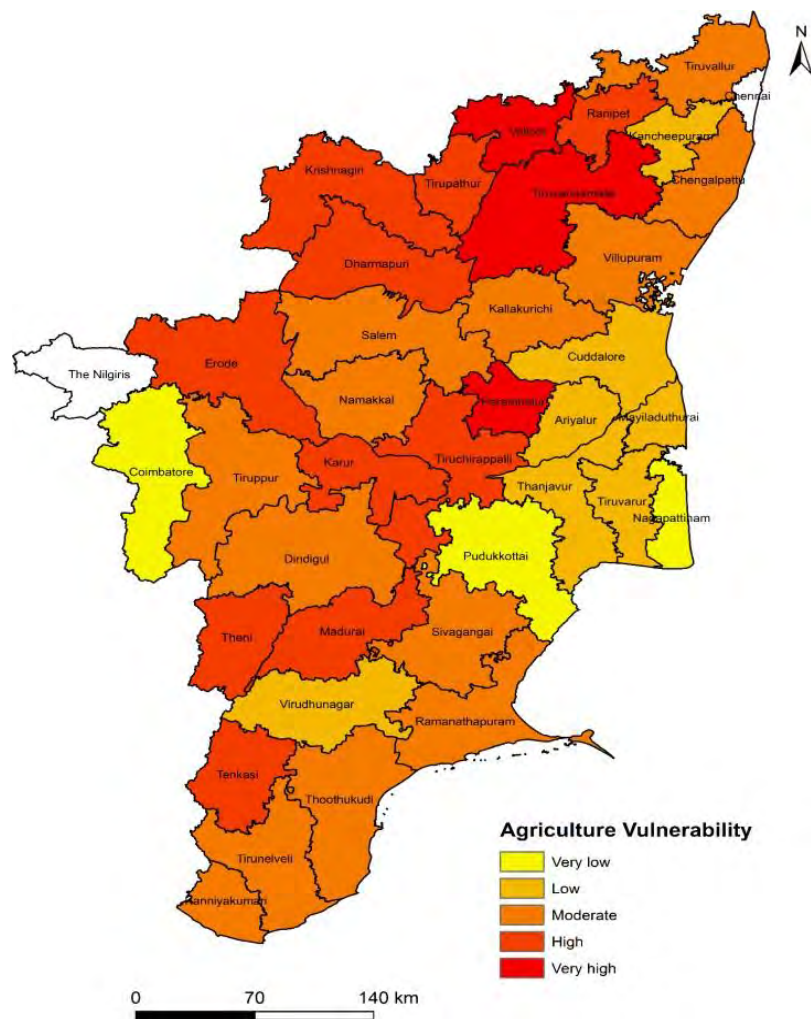 N
Tiruvallur
Chennai
Vellore
Ranipet
Kancheepuram
Krishnagiri
Tirupathur
Tiruvannamalai
Chengalpattu
Dharmapuri
Villupuram
Kallakurichi
Salem
Cuddalore
Erode
The Nilgiris
Namakkal
Perambalur
Ariyalur
Mayiladuthurai
Coimbatore
Tiruppur
Karur
Tiruchirappalli
Thanjavur
Tiruvarur
Nagapattinam
Pudukkottai
Dindigul
Theni
Madurai
Sivagangai
Virudhunagar
Ramanathapuram
Tenkasi
Thoothukudi
Tirunelveli
Kanniyakumari
Agriculture Vulnerability
Very low
Low
Moderate
High
Very high
0 70 140 km